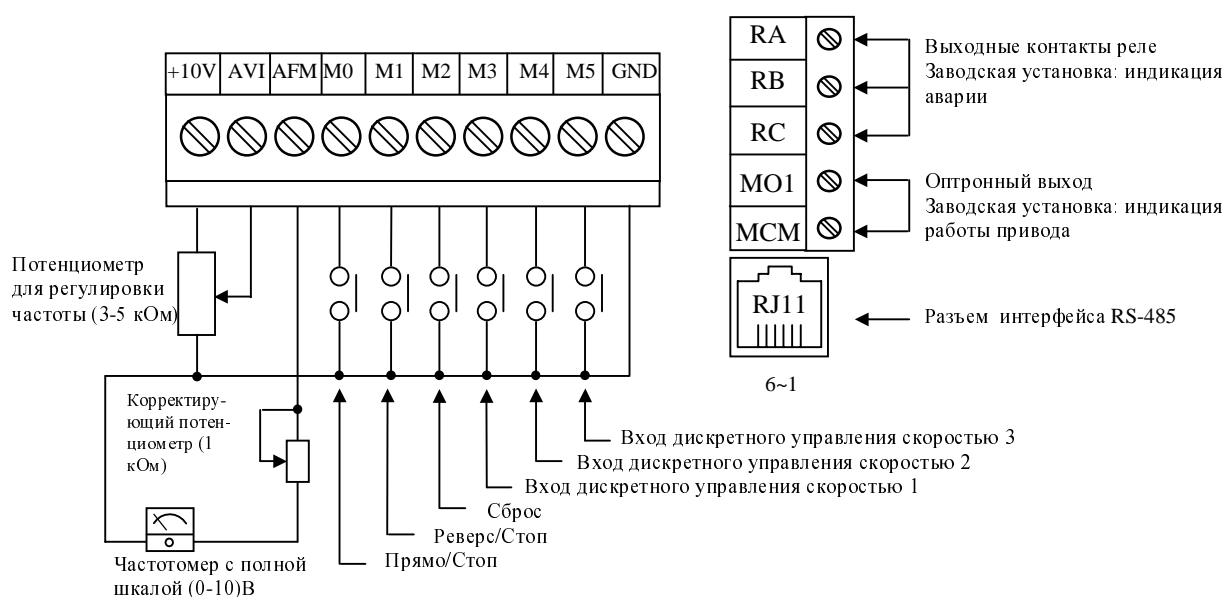 +10V AVI AFM M0 M1 M2 M3 M4 M5 GND
RA
RB
RC
MO1
MCM
Выходные контакты реле
Заводская установка: индикация
аварии
Оптронный выход
Заводская установка: индикация
работы привода
Потенциометр
для регулировки
частоты (3-5 кОм)
RJ11
Разъем интерфейса RS-485
6~1
Корректиру-
ющий потен-
циометр (1
кОм)
Вход дискретного управления скоростью 3
Вход дискретного управления скоростью 2
Вход дискретного управления скоростью 1
Сброс
Реверс/Стоп
Прямо/Стоп
Частотомер с полной
шкалой (0-10)В